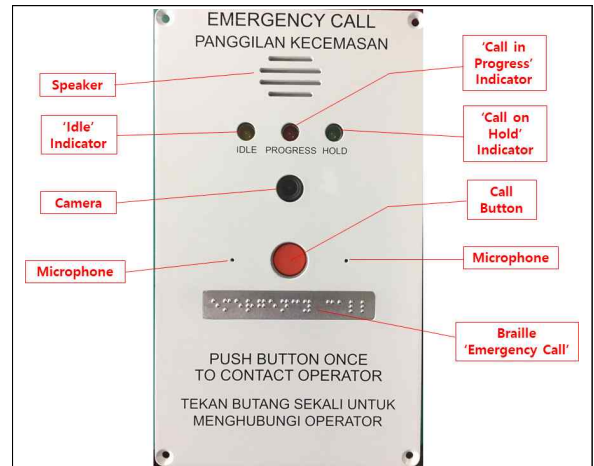 EMERGENCY CALL
PANGGILAN KECEMASAN
Speaker
'Call in
Progress'
Indicator
'Idle'
Indicator
IDLE PROGRESS HOLD
'Call on
Hold'
Indicator
Camera
Call
Button
Microphone
Microphone
Braille
'Emergency Call'
PUSH BUTTON ONCE
TO CONTACT OPERATOR
TEKAN BUTANG SEKALI UNTUK
MENGHUBUNGI OPERATOR